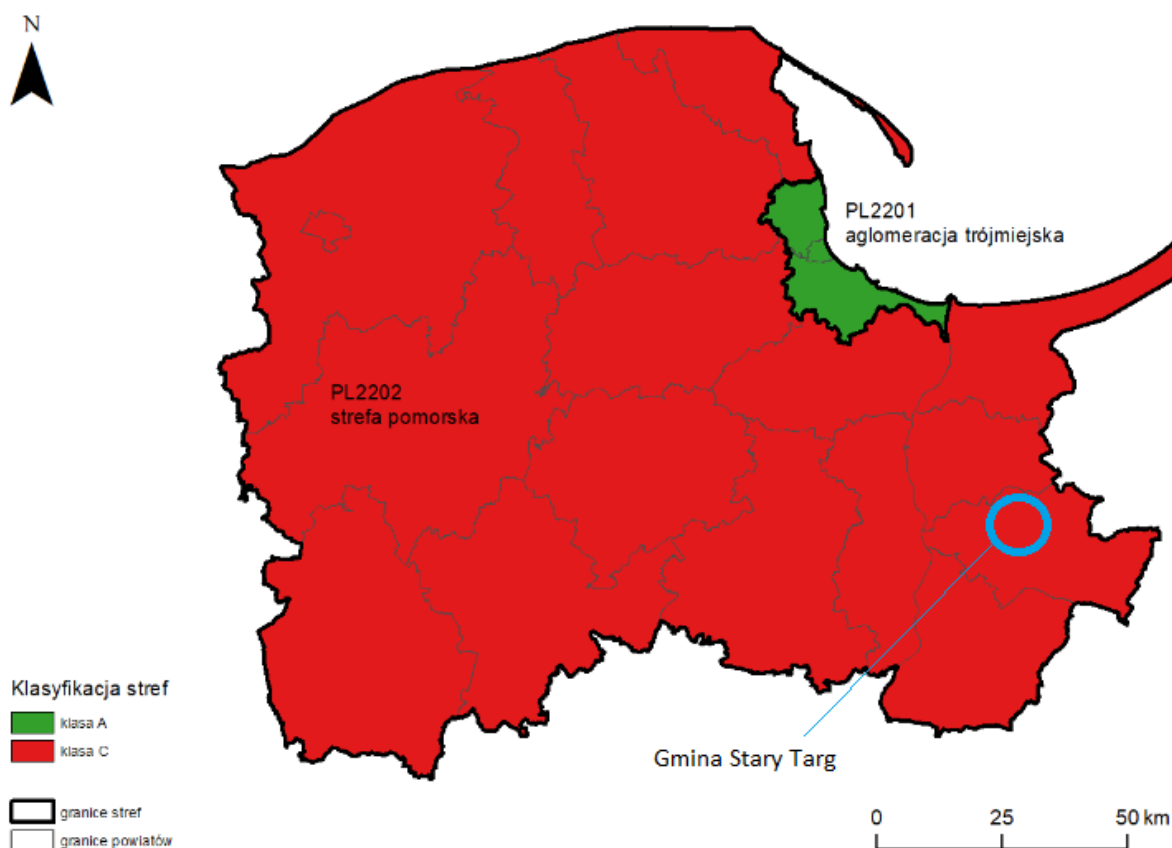 N
PL2201
aglomeracja trójmiejska
PL2202
strefa pomorska
Klasyfikacja stref
klasa A
klasa C
granice stref
granice powiatów
Gmina Stary Targ
0 25 50 km